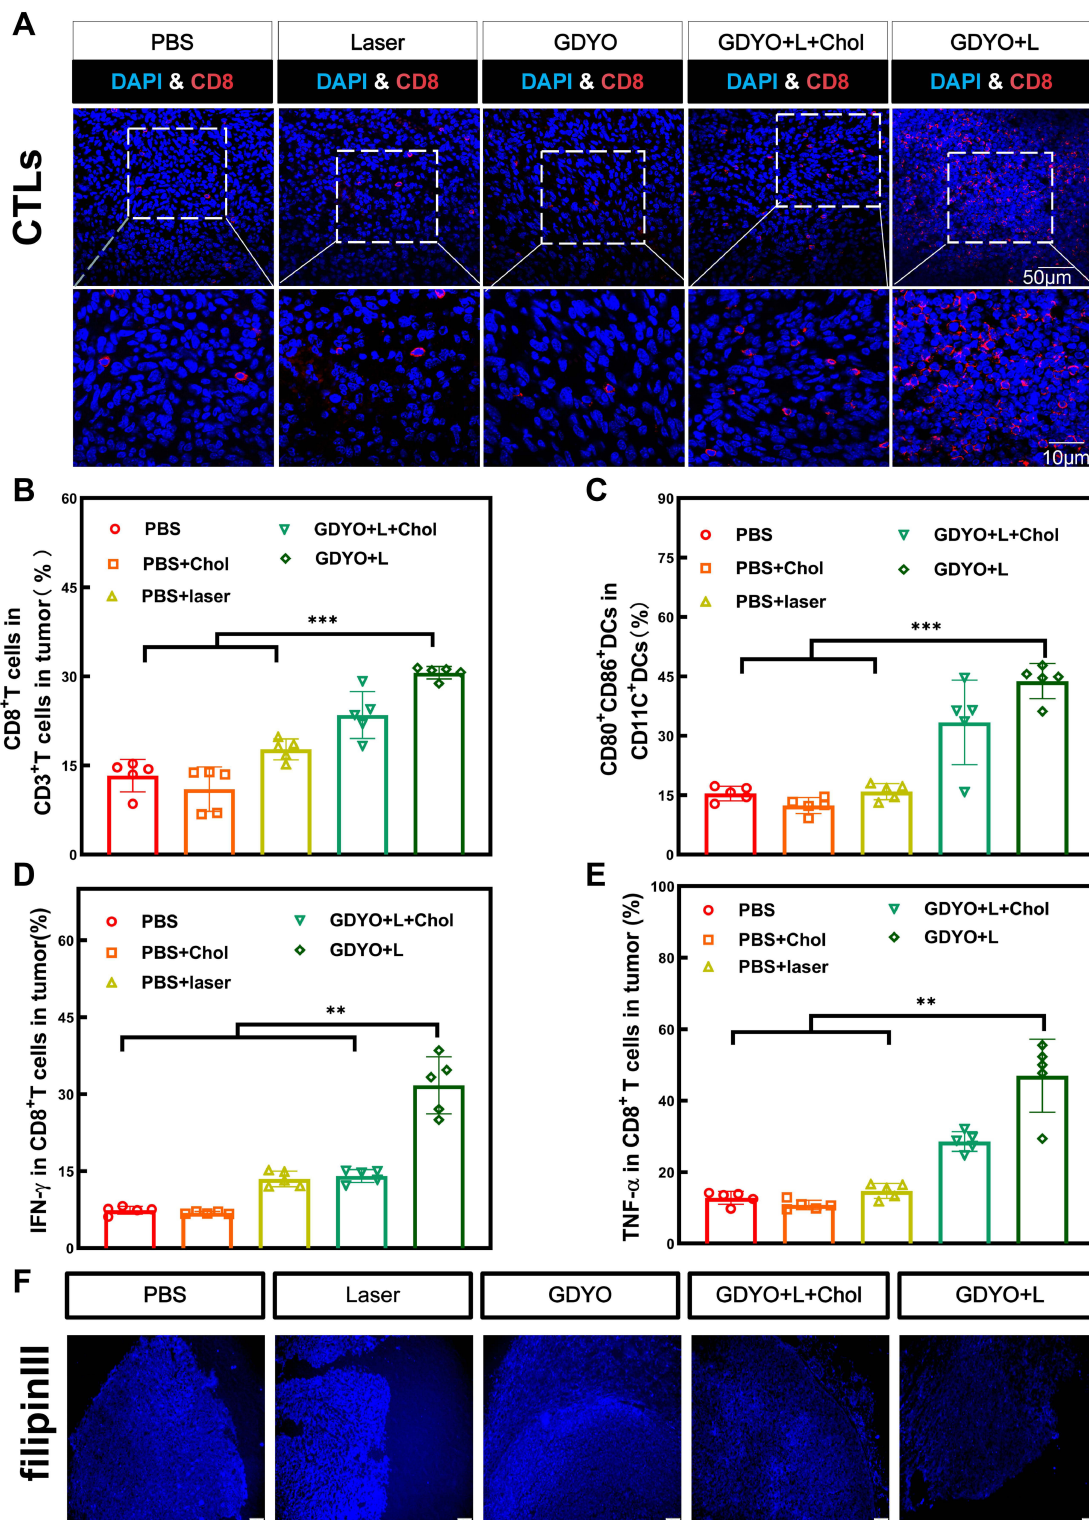 A
PBS Laser GDYO GDYO+L+Chol GDYO+L
DAPI & CD8 DAPI & CD8 DAPI & CD8 DAPI & CD8 DAPI & CD8
CTLs
50μm
10μm
B
60
45
30
15
0
CD8+T cells in
CD3+T cells in tumor(%)
PBS
PBS+Chol
PBS+laser
GDYO+L+Chol
GDYO+L
***
C
90
75
60
45
30
15
0
CD80+CD86+DCs in
CD11C+DCs(%)
PBS
PBS+Chol
PBS+laser
GDYO+L+Chol
GDYO+L
***
D
60
45
30
15
0
IFN-γ in CD8+T cells in tumor(%)
PBS
PBS+Chol
PBS+laser
GDYO+L+Chol
GDYO+L
**
E
100
80
60
40
20
0
TNF-α in CD8+ T cells in tumor (%)
PBS
PBS+Chol
PBS+laser
GDYO+L+Chol
GDYO+L
**
F
PBS Laser GDYO GDYO+L+Chol GDYO+L
filipinIII